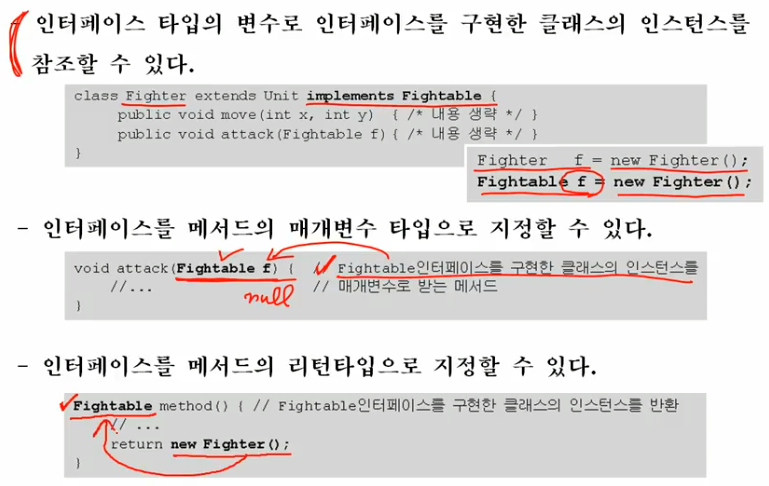 - 인터페이스 타입의 변수로 인터페이스를 구현한 클래스의 인스턴스를
참조할 수 있다.
class Fighter extends Unit implements Fightable {
public void move(int x, int y) { /* 내용 생략 */ }
public void attack(Fightable f) { /* 내용 생략 */ }
}
Fighter f = new Fighter();
Fightable f = new Fighter();
- 인터페이스를 메서드의 매개변수 타입으로 지정할 수 있다.
void attack(Fightable f) { // Fightable인터페이스를 구현한 클래스의 인스턴스를
//... // 매개변수로 받는 메서드
null
}
- 인터페이스를 메서드의 리턴타입으로 지정할 수 있다.
Fightable method() { // Fightable인터페이스를 구현한 클래스의 인스턴스를 반환
// ...
return new Fighter();
}